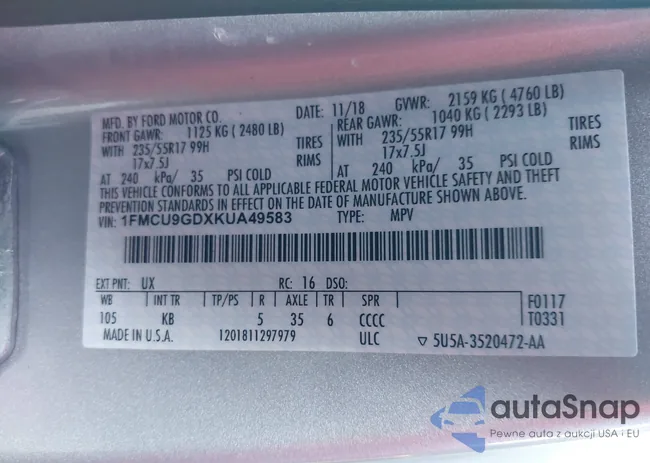 MFD. BY FORD MOTOR CO.
DATE: 11/18 GVWR: 2159 KG ( 4760 LB)
FRONT GAWR: 1125 KG ( 2480 LB)
REAR GAWR: 1040 KG ( 2293 LB)
WITH 235/55R17 99H TIRES
WITH 235/55R17 99H TIRES
17x7.5J RIMS
17x7.5J RIMS
AT 240 kPa/ 35 PSI COLD
AT 240 kPa/ 35 PSI COLD
THIS VEHICLE CONFORMS TO ALL APPLICABLE FEDERAL MOTOR VEHICLE SAFETY AND THEFT
PREVENTION STANDARDS IN EFFECT ON THE DATE OF MANUFACTURE SHOWN ABOVE.
VIN: 1FMCU9GDXKUA49583 TYPE: MPV
EXT PNT: UX RC: 16 DSO:
WB INT TR TP/PS R AXLE TR SPR F0117
105 KB 5 35 6 CCCC T0331
MADE IN U.S.A. 1201811297979 ULC ▽ 5U5A-3520472-AA
autaSnap
Pewne auta z aukcji USA i EU